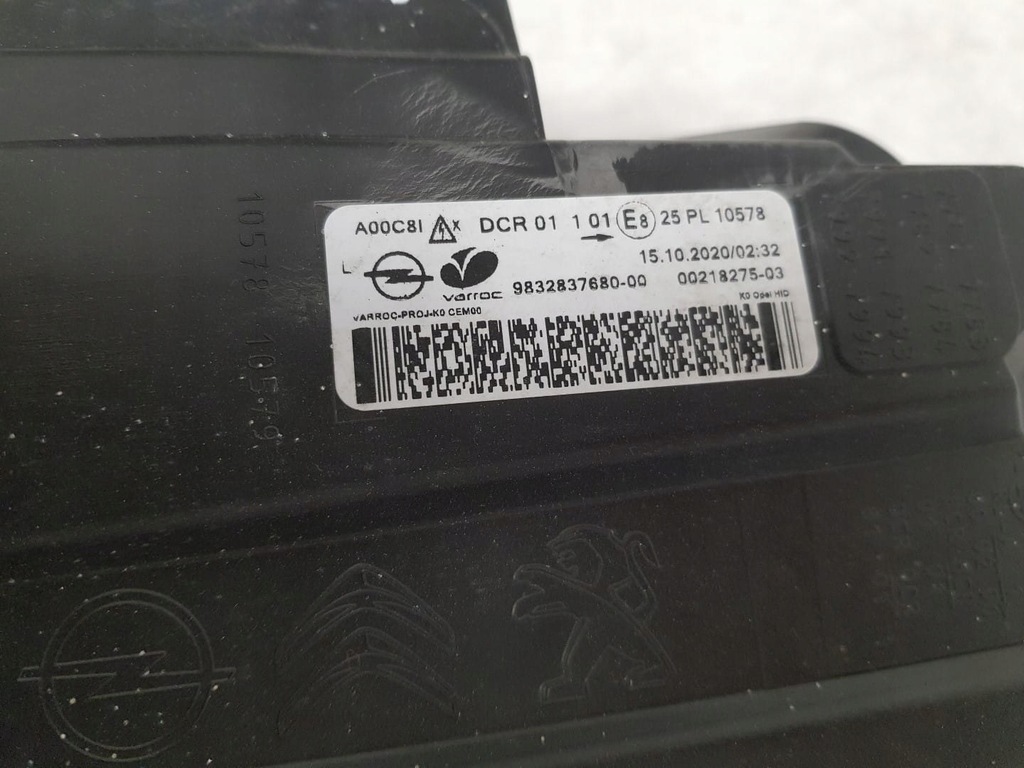 A00C8I X DCR 01 1 01 E8 25 PL 10578
15.10.2020/02:32
L varroc 9832837680-00 00218275-03
VARROC-PROJ-K0 CEM00 K0 Opel HID
10578 10579